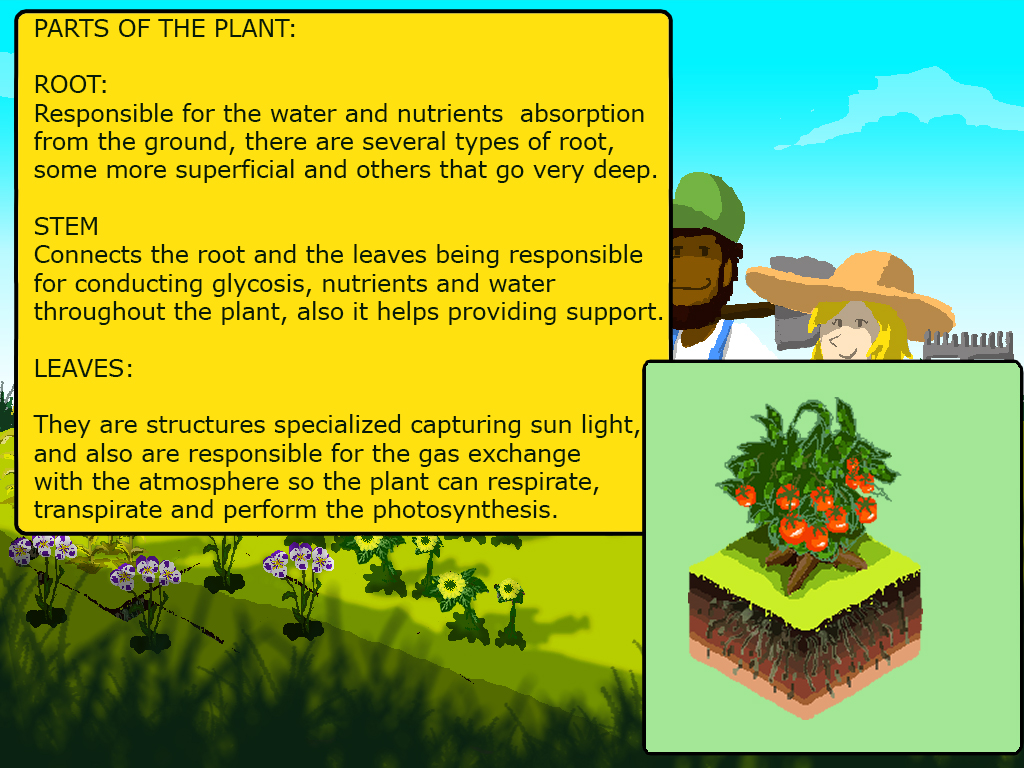 PARTS OF THE PLANT:
ROOT:
Responsible for the water and nutrients  absorption
from the ground, there are several types of root,
some more superficial and others that go very deep.
STEM
Connects the root and the leaves being responsible
for conducting glycosis, nutrients and water
throughout the plant, also it helps providing support.
LEAVES:
They are structures specialized capturing sun light,
and also are responsible for the gas exchange
with the atmosphere so the plant can respirate,
transpirate and perform the photosynthesis.